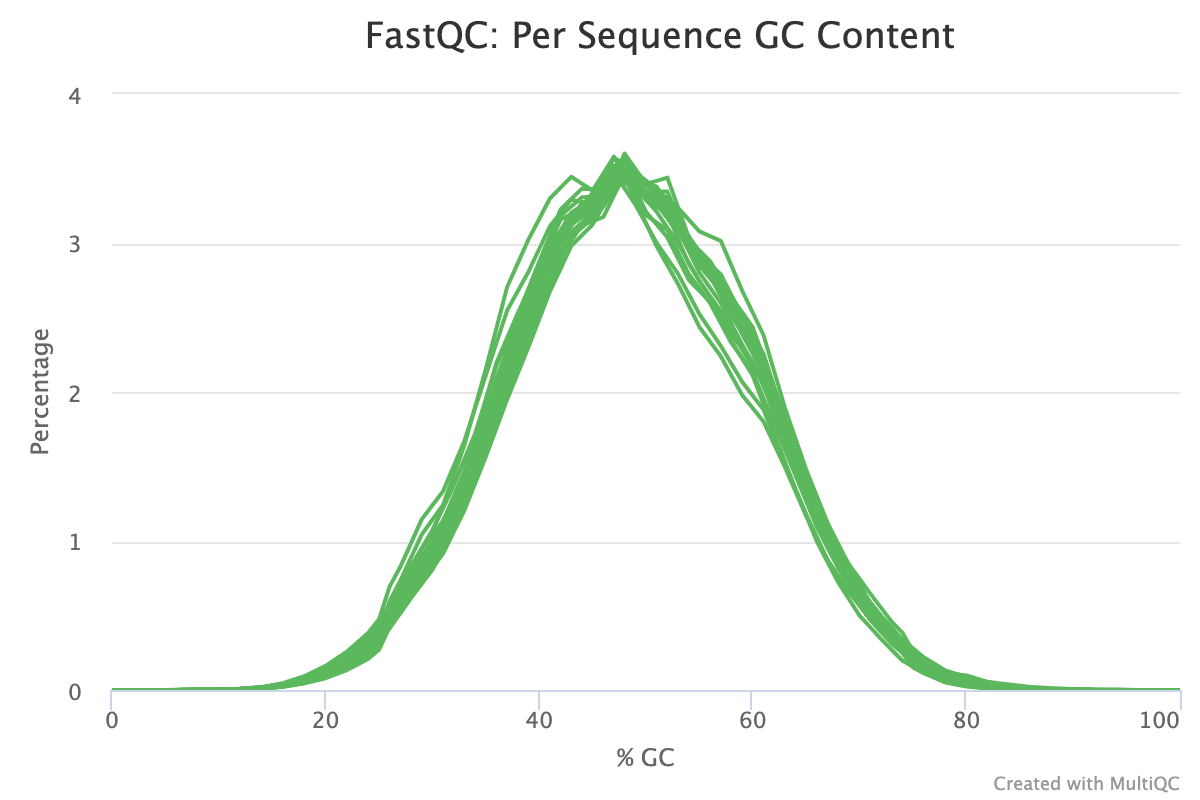 FastQC: Per Sequence GC Content
4
3
2
1
0
Percentage
0 20 40 60 80 100
% GC
Created with MultiQC